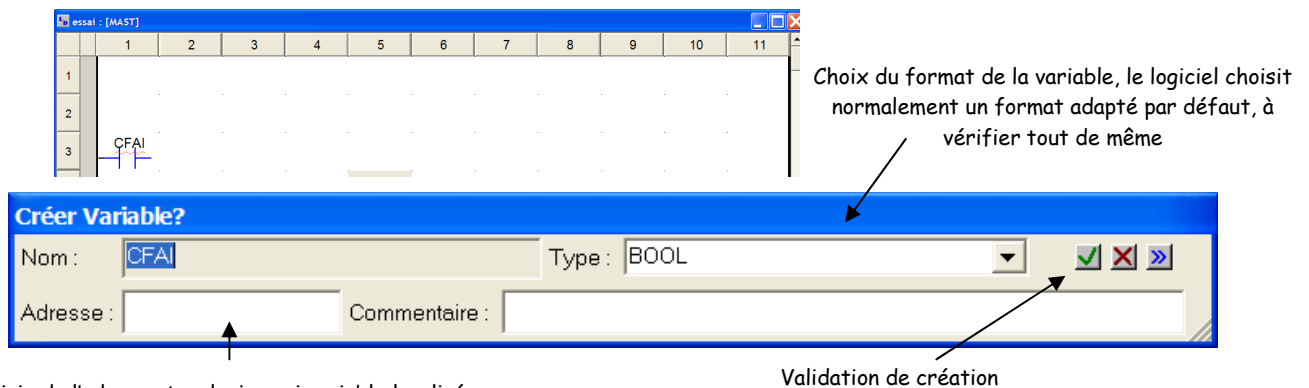 essai : [MAST]
1 2 3 4 5 6 7 8 9 10 11
1
2
3
CFAI
Choix du format de la variable, le logiciel choisit
normalement un format adapté par défaut, à
vérifier tout de même
Créer Variable?
Nom : CFAI Type : BOOL
Adresse : Commentaire :
Validation de création